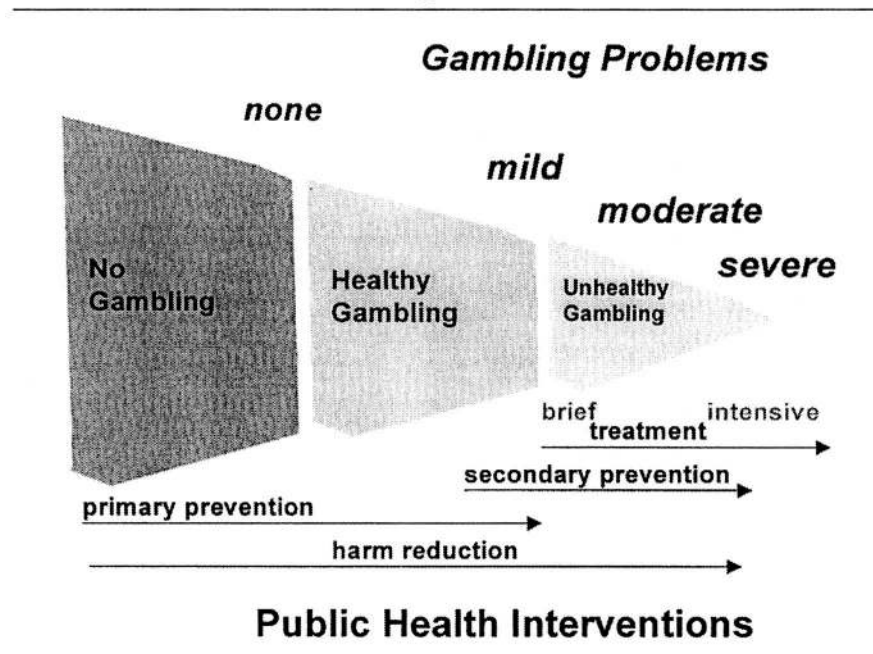 Gambling Problems
none
mild
moderate
severe
No
Gambling
Healthy
Gambling
Unhealthy
Gambling
brief intensive
treatment
secondary prevention
primary prevention
harm reduction
Public Health Interventions